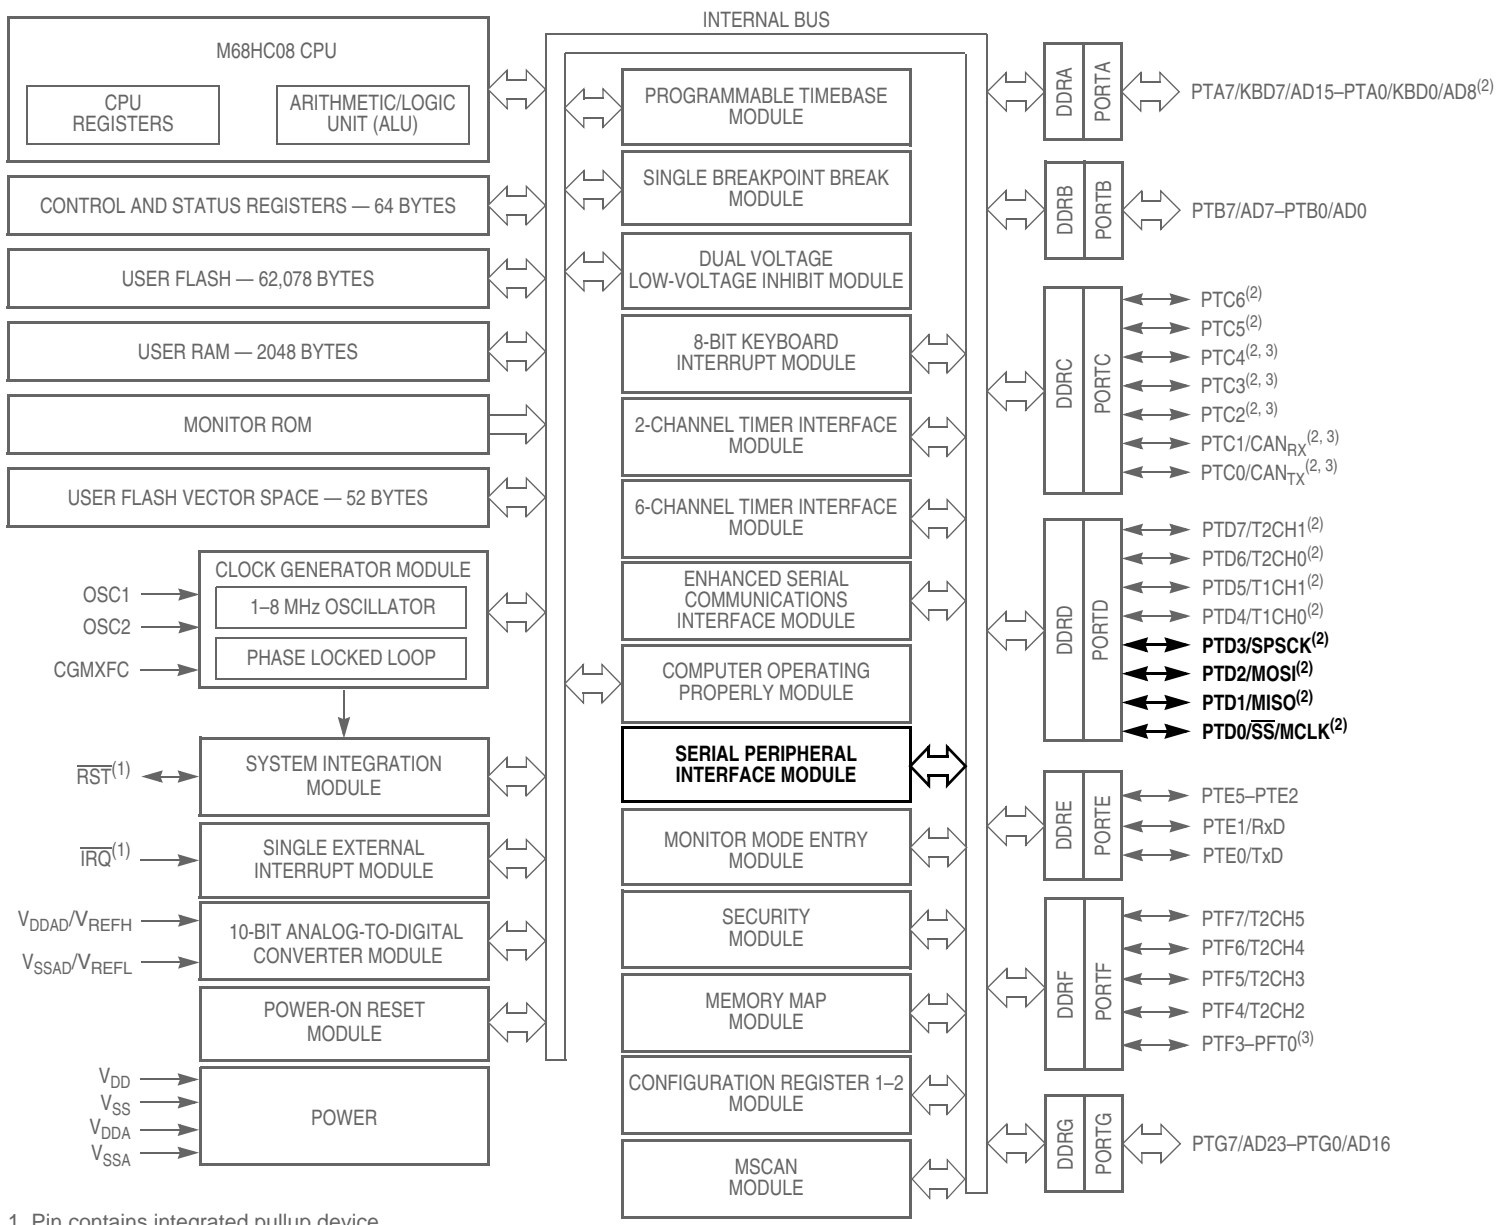 INTERNAL BUS
M68HC08 CPU
CPU
REGISTERS
ARITHMETIC/LOGIC
UNIT (ALU)
CONTROL AND STATUS REGISTERS — 64 BYTES
USER FLASH — 62,078 BYTES
USER RAM — 2048 BYTES
MONITOR ROM
USER FLASH VECTOR SPACE — 52 BYTES
CLOCK GENERATOR MODULE
1–8 MHz OSCILLATOR
PHASE LOCKED LOOP
OSC1
OSC2
CGMXFC
SYSTEM INTEGRATION
MODULE
RST(1)
SINGLE EXTERNAL
INTERRUPT MODULE
IRQ(1)
10-BIT ANALOG-TO-DIGITAL
CONVERTER MODULE
VDDAD/VREFH
VSSAD/VREFL
POWER-ON RESET
MODULE
POWER
VDD
VSS
VDDA
VSSA
PROGRAMMABLE TIMEBASE
MODULE
SINGLE BREAKPOINT BREAK
MODULE
DUAL VOLTAGE
LOW-VOLTAGE INHIBIT MODULE
8-BIT KEYBOARD
INTERRUPT MODULE
2-CHANNEL TIMER INTERFACE
MODULE
6-CHANNEL TIMER INTERFACE
MODULE
ENHANCED SERIAL
COMMUNICATIONS
INTERFACE MODULE
COMPUTER OPERATING
PROPERLY MODULE
SERIAL PERIPHERAL
INTERFACE MODULE
MONITOR MODE ENTRY
MODULE
SECURITY
MODULE
MEMORY MAP
MODULE
CONFIGURATION REGISTER 1–2
MODULE
MSCAN
MODULE
DDRA
PORTA
PTA7/KBD7/AD15–PTA0/KBD0/AD8(2)
DDRB
PORTB
PTB7/AD7–PTB0/AD0
DDRC
PORTC
PTC6(2)
PTC5(2)
PTC4(2, 3)
PTC3(2, 3)
PTC2(2, 3)
PTC1/CANRX(2, 3)
PTC0/CANTX(2, 3)
DDRD
PORTD
PTD7/T2CH1(2)
PTD6/T2CH0(2)
PTD5/T1CH1(2)
PTD4/T1CH0(2)
PTD3/SPSCK(2)
PTD2/MOSI(2)
PTD1/MISO(2)
PTD0/SS/MCLK(2)
DDRE
PORTE
PTE5–PTE2
PTE1/RxD
PTE0/TxD
DDRF
PORTF
PTF7/T2CH5
PTF6/T2CH4
PTF5/T2CH3
PTF4/T2CH2
PTF3–PFT0(3)
DDRG
PORTG
PTG7/AD23–PTG0/AD16
1. Pin contains integrated pullup device